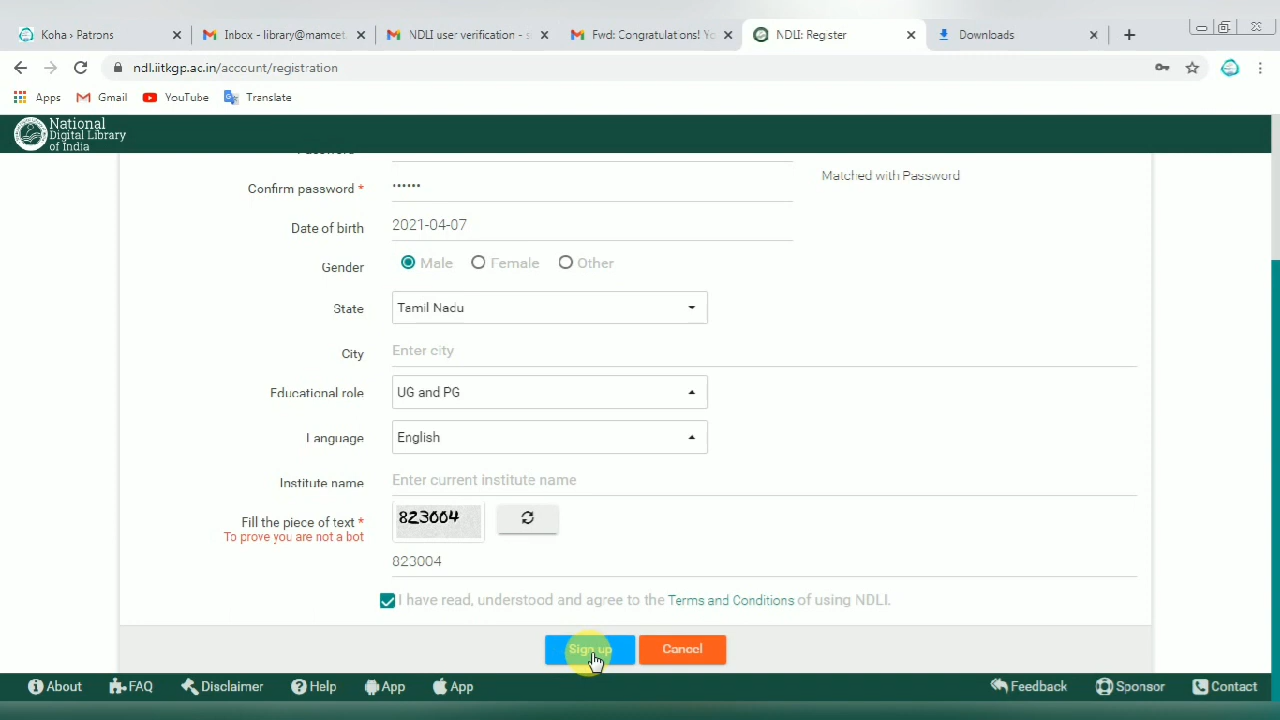 Koha › Patrons
Inbox - library@mamcet.
NDLI user verification - s
Fwd: Congratulations! Yo
NDLI: Register
Downloads
ndl.iitkgp.ac.in/account/registration
Apps
Gmail
YouTube
Translate
National
Digital Library
of India
Confirm password *
••••••
Matched with Password
Date of birth
2021-04-07
Gender
Male
Female
Other
State
Tamil Nadu
City
Enter city
Educational role
UG and PG
Language
English
Institute name
Enter current institute name
Fill the piece of text *
To prove you are not a bot
823004
I have read, understood and agree to the Terms and Conditions of using NDLI.
Sign up
Cancel
About
FAQ
Disclaimer
Help
App
App
Feedback
Sponsor
Contact